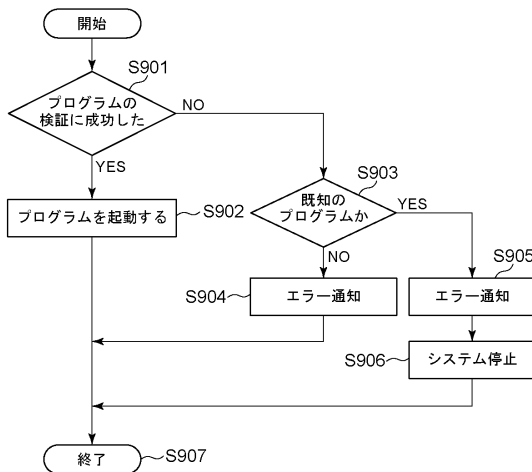 開始
S901
プログラムの
検証に成功した
NO
YES
S903
既知の
プログラムか
YES
プログラムを起動する
S902
NO
S905
S904
エラー通知
エラー通知
S906
システム停止
終了
S907